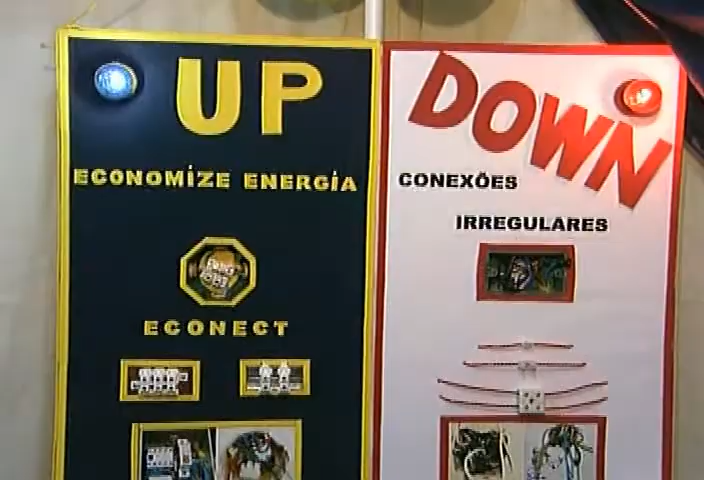 UP
ECONOMIZE ENERGIA
ECONECT
DOWN
CONEXÕES
IRREGULARES